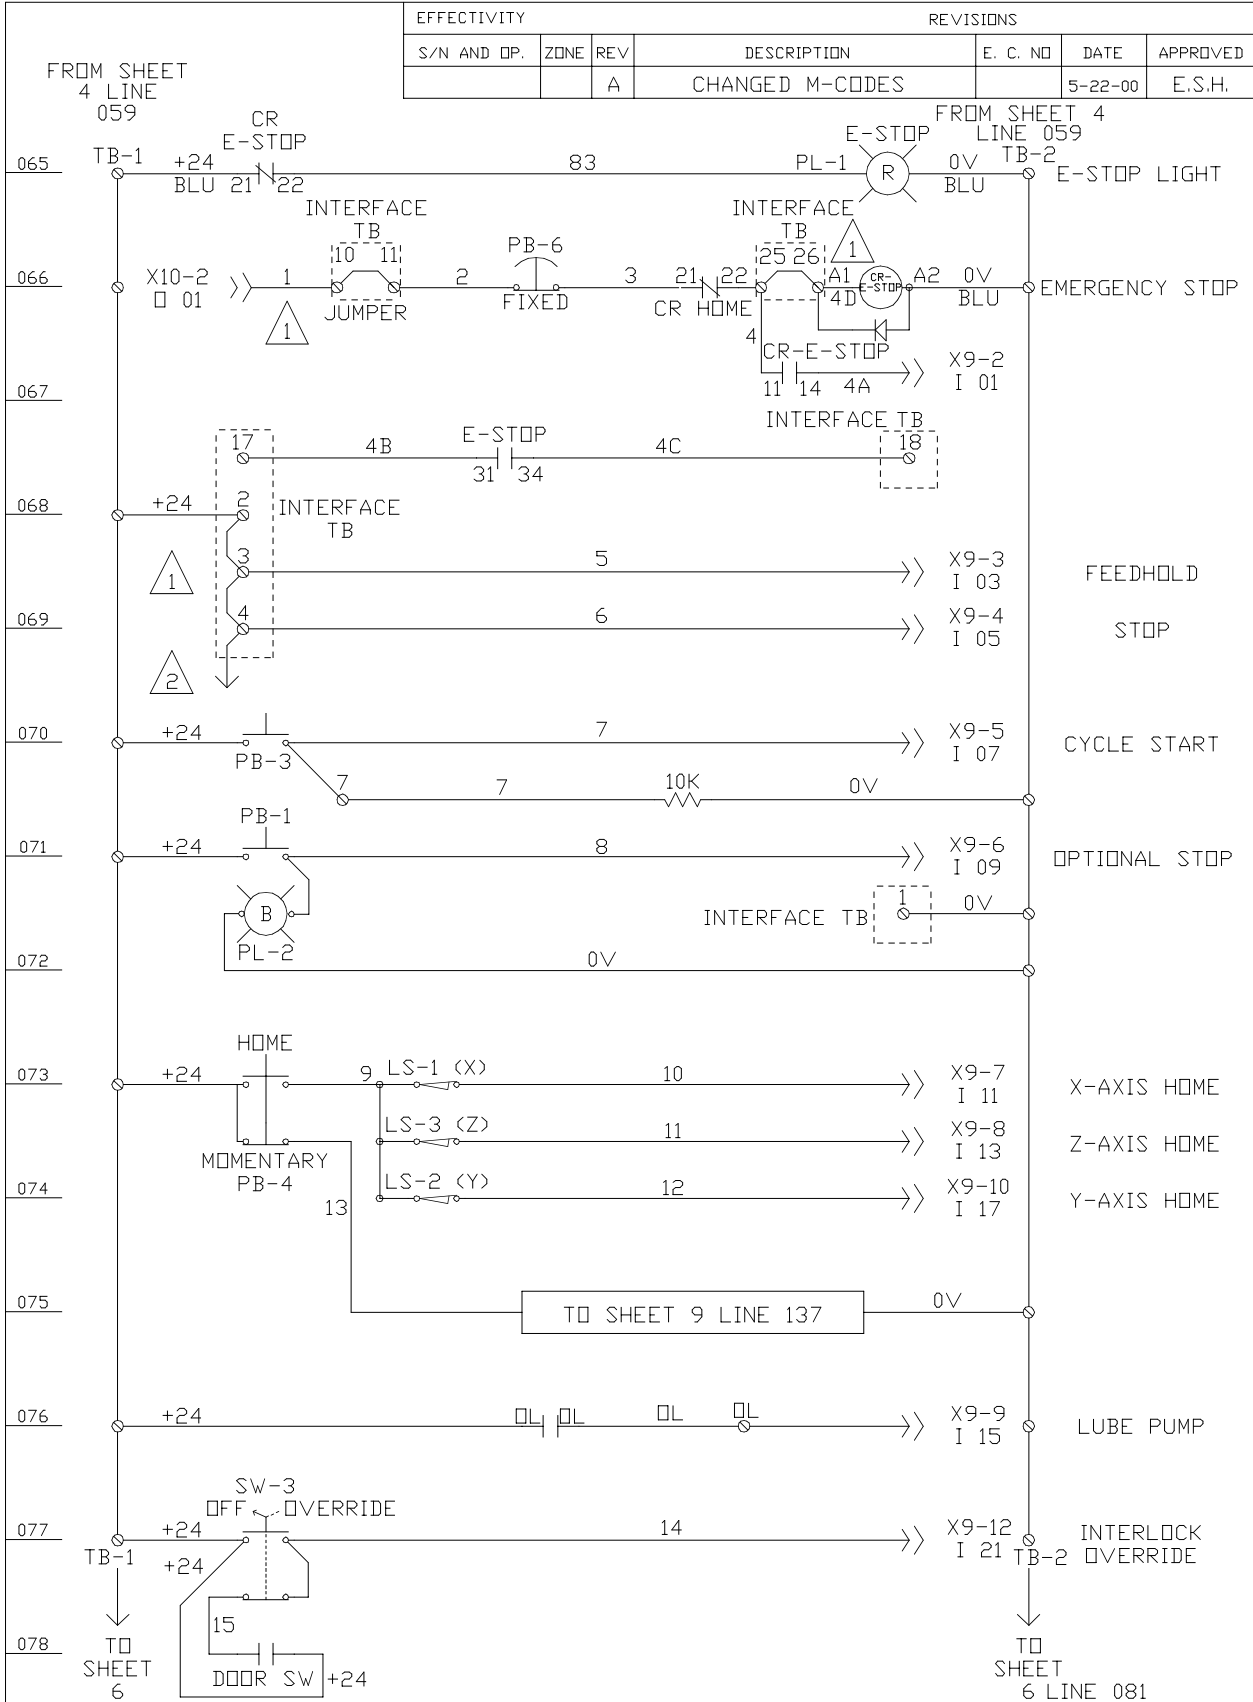 EFFECTIVITY REVISIONS
S/N AND OP. ZONE REV DESCRIPTION E. C. NO DATE APPROVED
A CHANGED M-CODES 5-22-00 E.S.H.
FROM SHEET
4 LINE
059
FROM SHEET 4
LINE 059
TB-2
CR
E-STOP
E-STOP
065 TB-1 +24 83 PL-1 R 0V E-STOP LIGHT
BLU 21 22 BLU
INTERFACE
TB
INTERFACE
TB
10 11 PB-6 25 26 1
066 X10-2 1 2 3 21 22 A1 CR- A2 0V
O 01 FIXED 4D E-STOP BLU EMERGENCY STOP
JUMPER CR HOME
1
4 CR-E-STOP X9-2
11 14 4A I 01
067
INTERFACE TB
17 4B E-STOP 4C 18
31 34
068 +24 2 INTERFACE
TB
1 3 5 X9-3 FEEDHOLD
I 03
069 4 6 X9-4 STOP
I 05
2
070 +24 7 X9-5 CYCLE START
PB-3 I 07
7 7 10K 0V
PB-1
071 +24 8 X9-6 OPTIONAL STOP
I 09
B INTERFACE TB 1 0V
PL-2
072 0V
HOME
073 +24 9 LS-1 (X) 10 X9-7 X-AXIS HOME
I 11
LS-3 (Z) 11 X9-8 Z-AXIS HOME
I 13
MOMENTARY
PB-4
074 LS-2 (Y) 12 X9-10 Y-AXIS HOME
I 17
13
075 TO SHEET 9 LINE 137 0V
076 +24 OL OL OL OL X9-9 LUBE PUMP
I 15
SW-3
OFF OVERRIDE
077 +24 14 X9-12 INTERLOCK
TB-1 +24 I 21 TB-2 OVERRIDE
15
078 TO TO
SHEET DOOR SW +24 SHEET
6 6 LINE 081